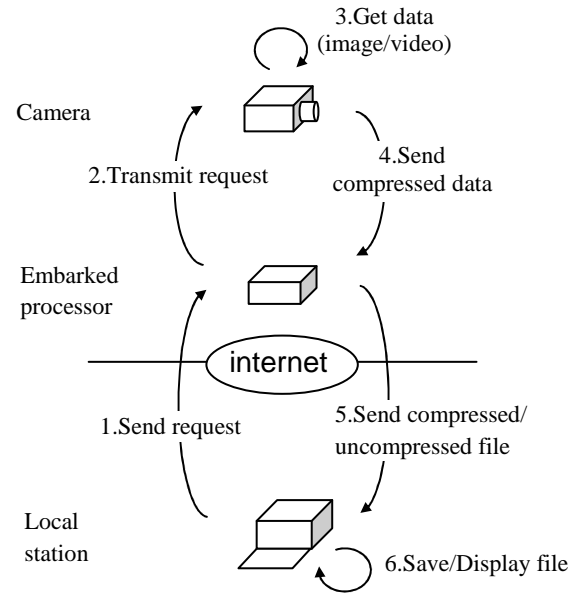 3.Get data
(image/video)
Camera
4.Send
compressed data
2.Transmit request
Embarked
processor
internet
1.Send request
5.Send compressed/
uncompressed file
Local
station
6.Save/Display file